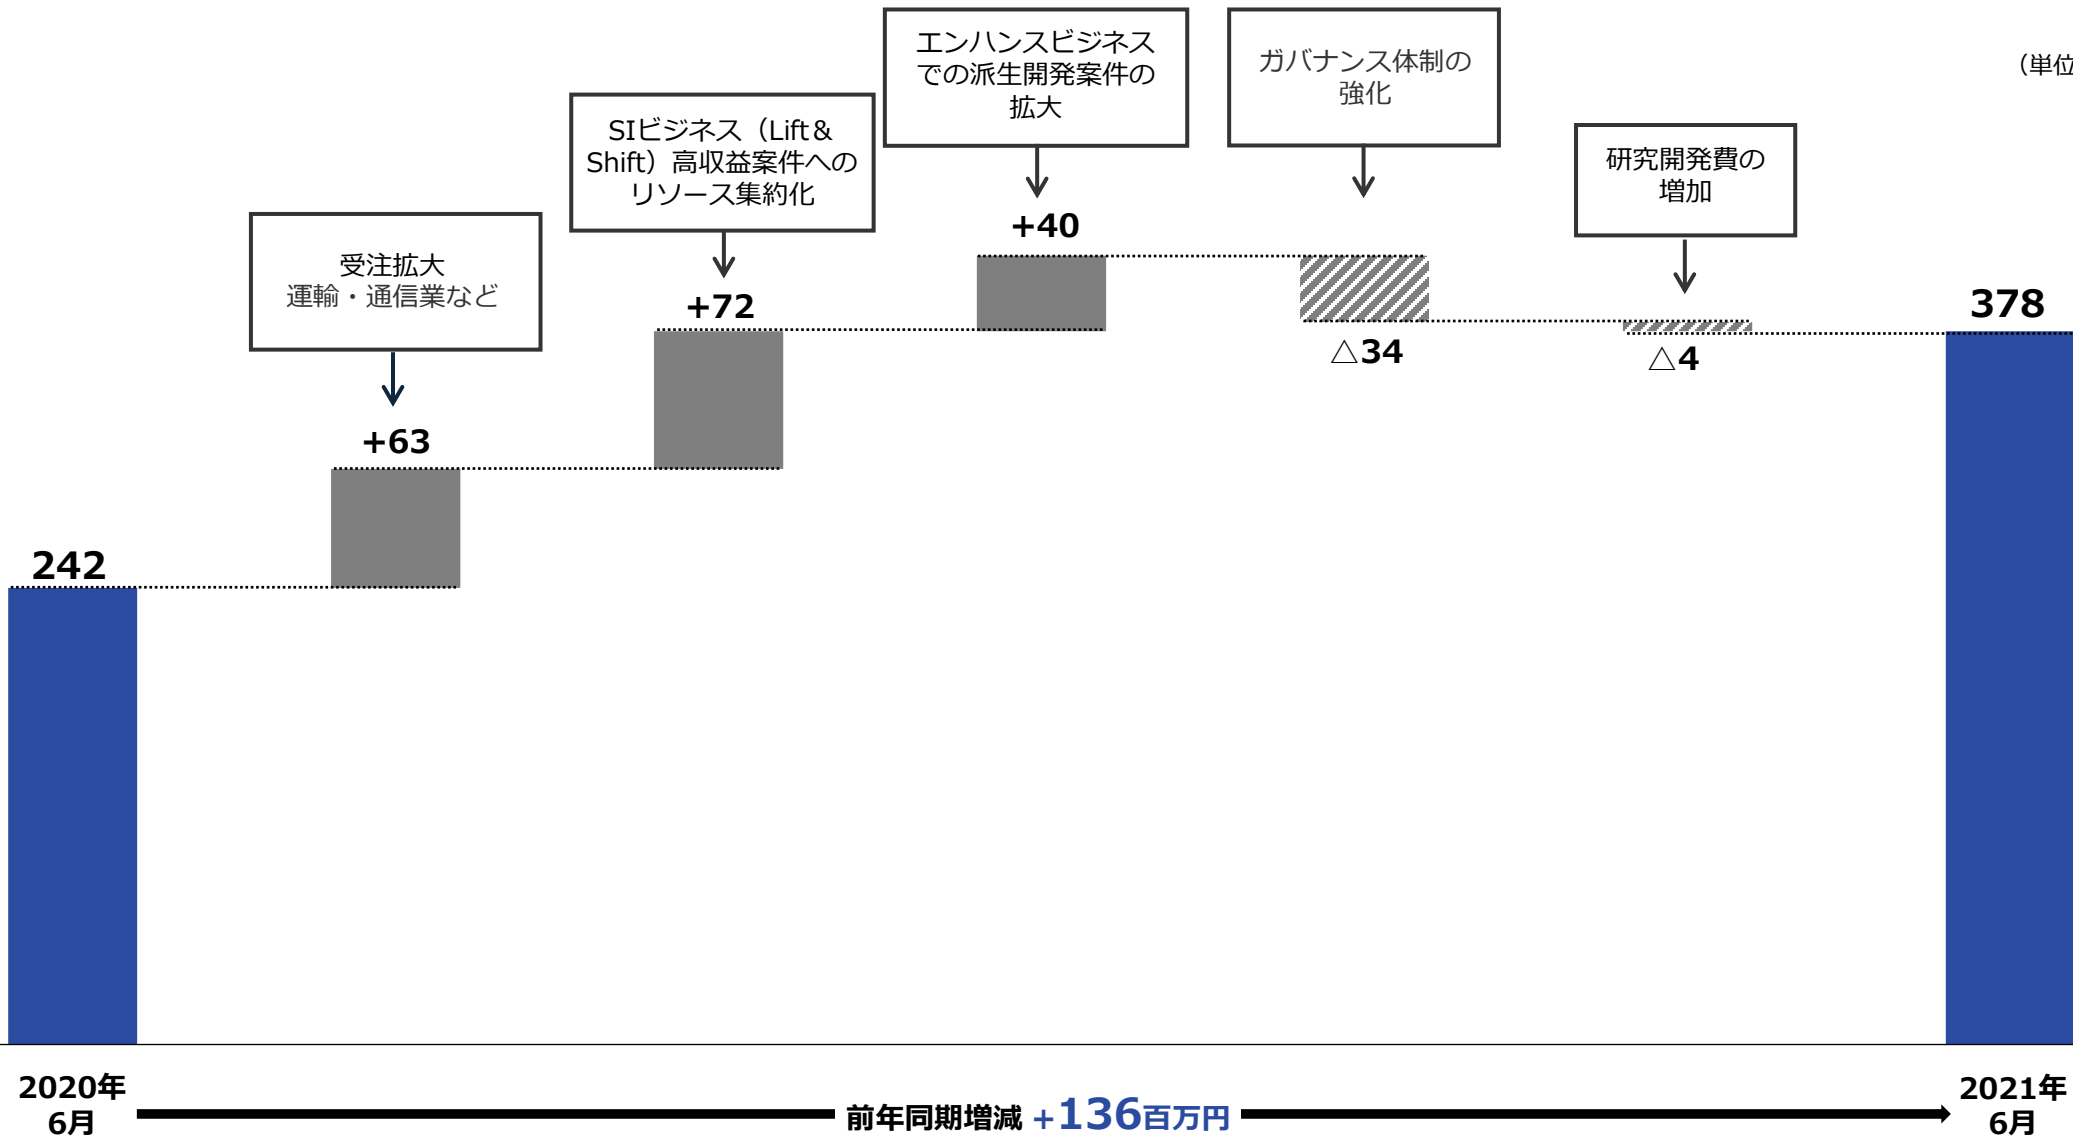 （単位
エンハンスビジネス
での派生開発案件の
拡大
ガバナンス体制の
強化
SIビジネス（Lift＆
Shift）高収益案件への
リソース集約化
研究開発費の
増加
受注拡大
運輸・通信業など
+40
+72
378
△34
△4
+63
242
2020年
6月
前年同期増減 +136百万円
2021年
6月